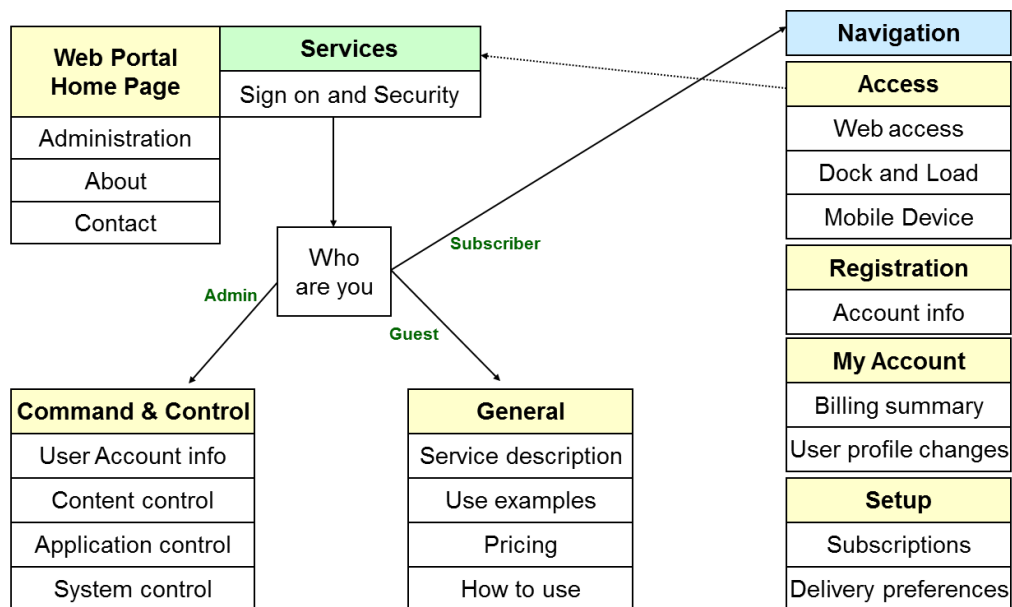 Web Portal
Home Page
Administration
About
Contact
Services
Sign on and Security
Who
are you
Admin
Guest
Subscriber
Command & Control
User Account info
Content control
Application control
System control
General
Service description
Use examples
Pricing
How to use
Navigation
Access
Web access
Dock and Load
Mobile Device
Registration
Account info
My Account
Billing summary
User profile changes
Setup
Subscriptions
Delivery preferences